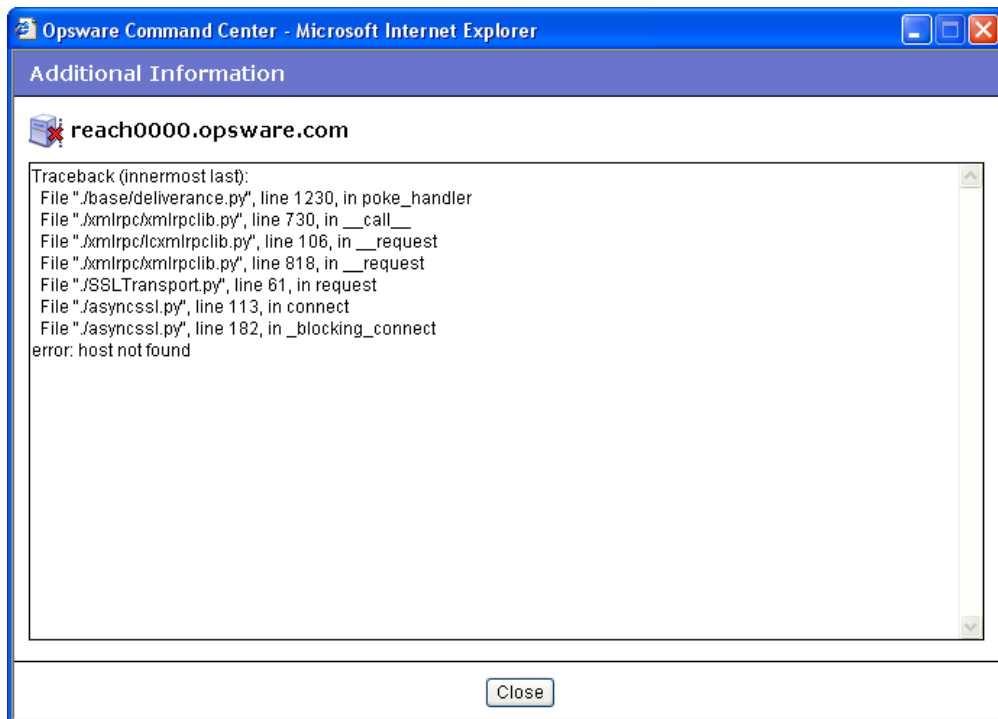 Opsware Command Center - Microsoft Internet Explorer
Additional Information
reach0000.opsware.com
Traceback (innermost last):
File "./base/deliverance.py", line 1230, in poke_handler
File "./xmlrpc/xmlrpclib.py", line 730, in __call__
File "./xmlrpc/lcxmlrpclib.py", line 106, in __request
File "./xmlrpc/xmlrpclib.py", line 818, in __request
File "./SSLTransport.py", line 61, in request
File "./asyncssl.py", line 113, in connect
File "./asyncssl.py", line 182, in _blocking_connect
error: host not found
Close